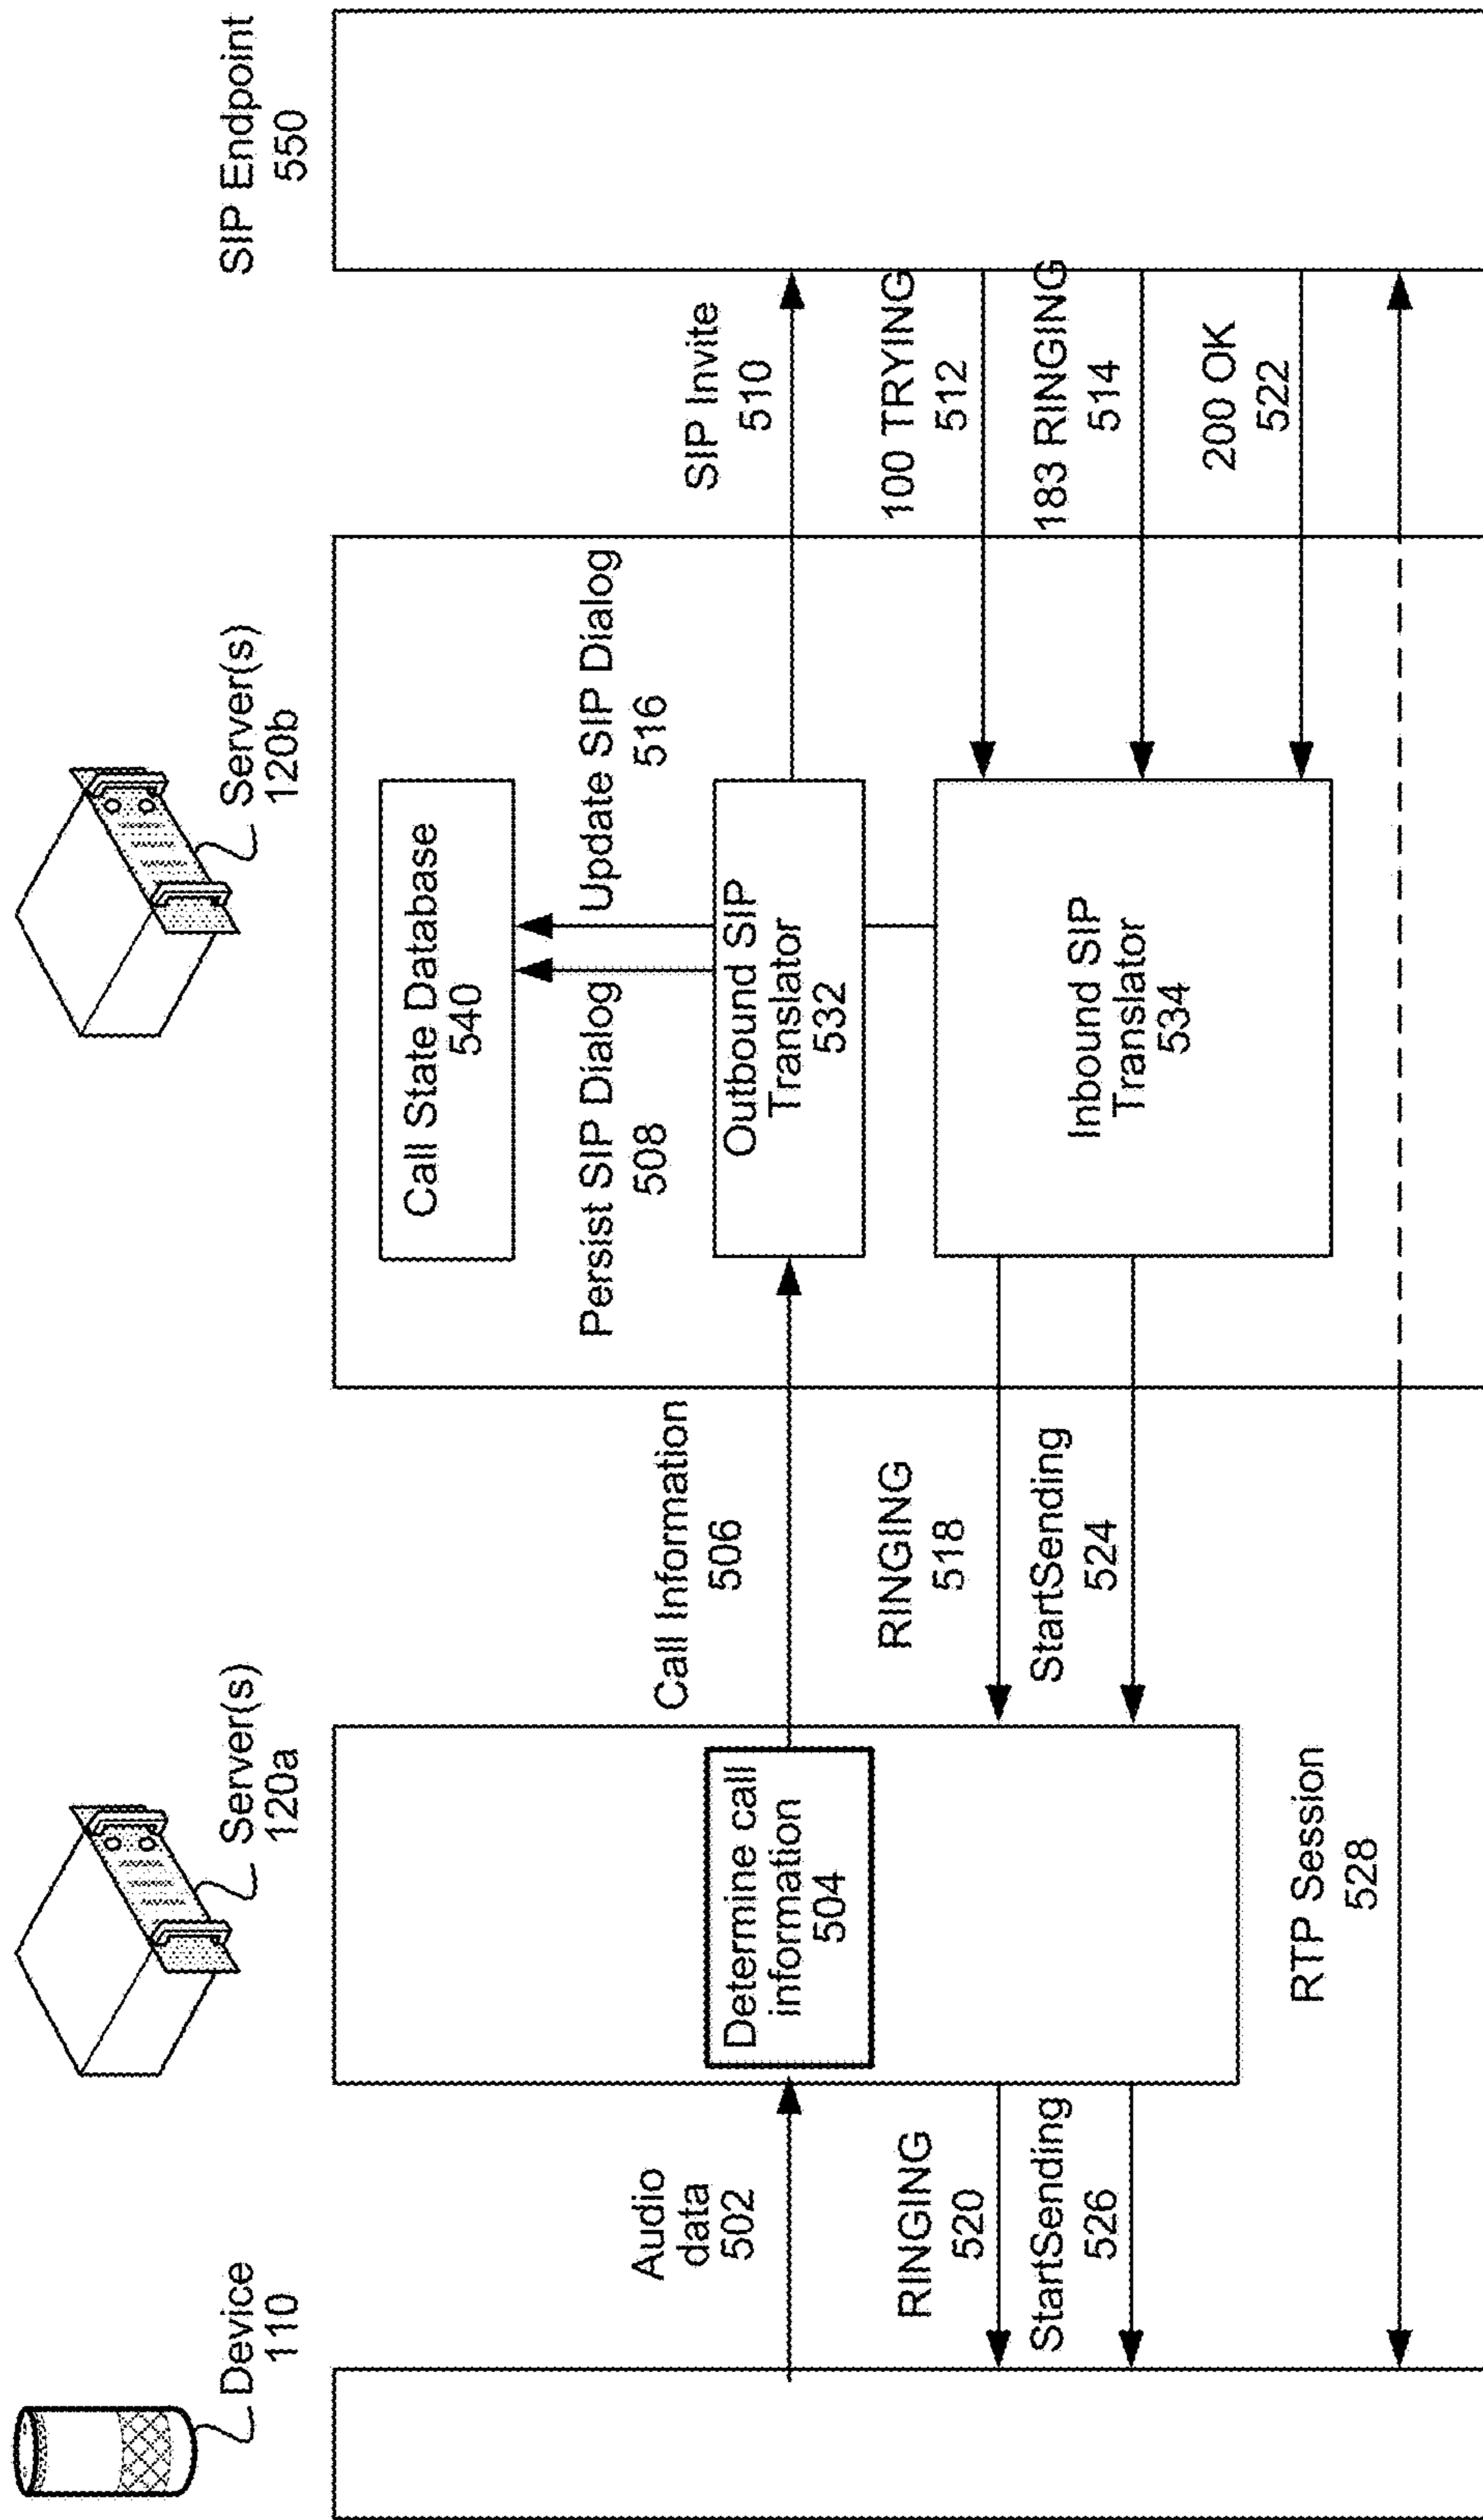 Device
110
Server(s)
120a
Server(s)
120b
SIP Endpoint
550
Call State Database
540
Persist SIP Dialog
508
Update SIP Dialog
516
Audio
data
502
Determine call
information
504
Call Information
506
Outbound SIP
Translator
532
SIP Invite
510
RINGING
520
RINGING
518
100 TRYING
512
StartSending
526
StartSending
524
Inbound SIP
Translator
534
183 RINGING
514
200 OK
522
RTP Session
528